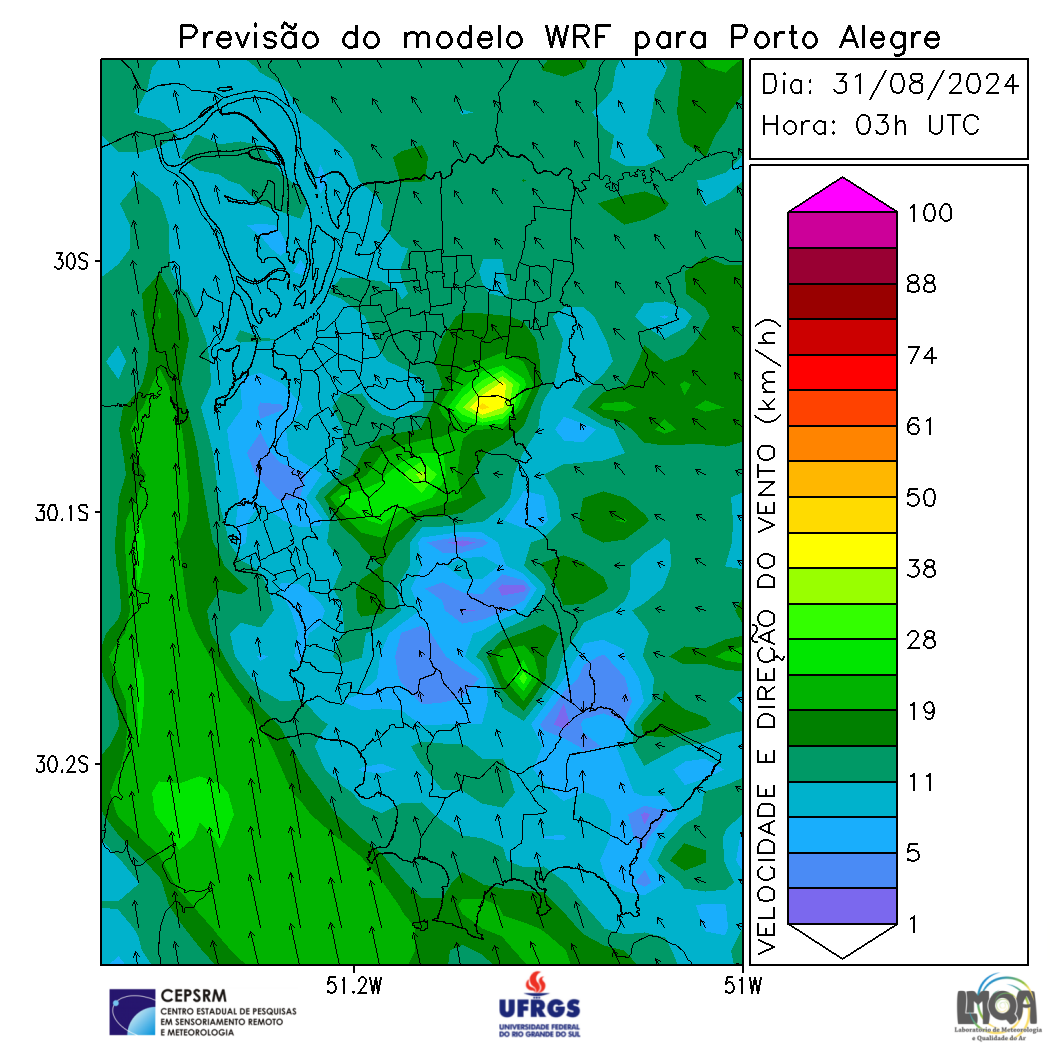 Previsão do modelo WRF para Porto Alegre
Dia: 31/08/2024
Hora: 03h UTC
30S
30.1S
30.2S
51.2W
51W
VELOCIDADE E DIREÇÃO DO VENTO (km/h)
100
88
74
61
50
38
28
19
11
5
1
CEPSRM
CENTRO ESTADUAL DE PESQUISAS
EM SENSORIAMENTO REMOTO
E METEOROLOGIA
UFRGS
UNIVERSIDADE FEDERAL
DO RIO GRANDE DO SUL
LMQA
Laboratório de Meteorologia
e Qualidade do Ar